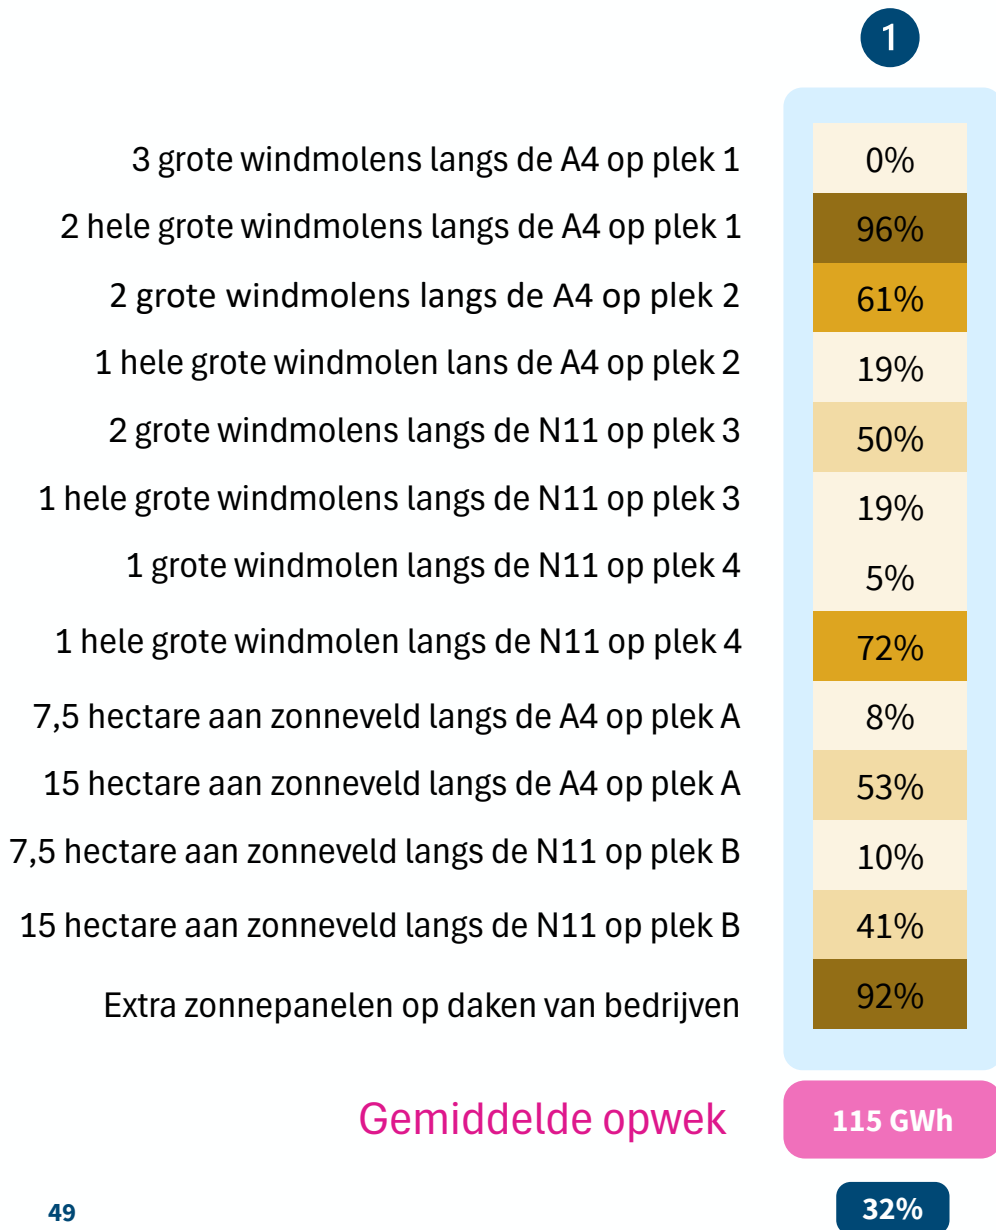 1
3 grote windmolens langs de A4 op plek 1 0%
2 hele grote windmolens langs de A4 op plek 1 96%
2 grote windmolens langs de A4 op plek 2 61%
1 hele grote windmolen lans de A4 op plek 2 19%
2 grote windmolens langs de N11 op plek 3 50%
1 hele grote windmolens langs de N11 op plek 3 19%
1 grote windmolen langs de N11 op plek 4 5%
1 hele grote windmolen langs de N11 op plek 4 72%
7,5 hectare aan zonneveld langs de A4 op plek A 8%
15 hectare aan zonneveld langs de A4 op plek A 53%
7,5 hectare aan zonneveld langs de N11 op plek B 10%
15 hectare aan zonneveld langs de N11 op plek B 41%
Extra zonnepanelen op daken van bedrijven 92%
Gemiddelde opwek 115 GWh
49 32%